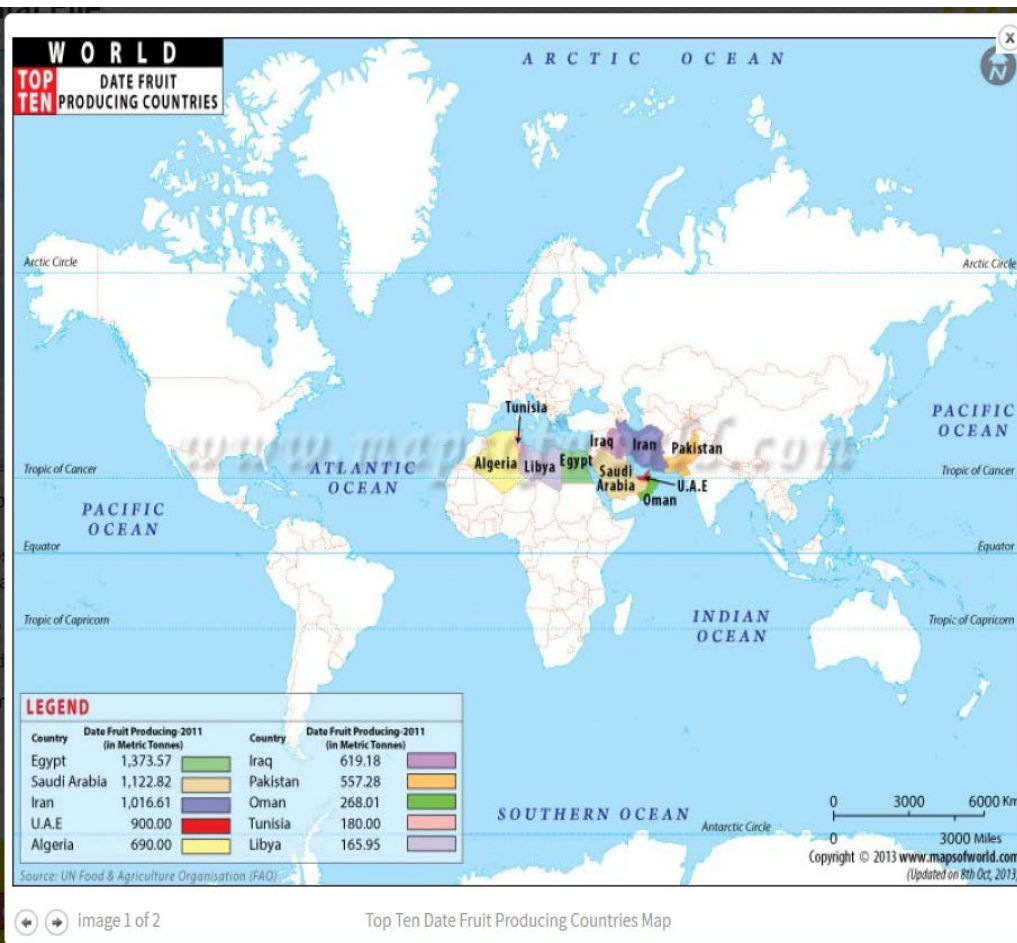 X
WORLD
TOP TEN
DATE FRUIT
PRODUCING COUNTRIES
ARCTIC OCEAN
N
Arctic Circle
Arctic Circle
Tunisia
PACIFIC
OCEAN
www.mapsofworld.com
Iraq
Iran
Pakistan
Algeria
Libya
Egypt
Saudi
Arabia
U.A.E
Oman
Tropic of Cancer
ATLANTIC
OCEAN
Tropic of Cancer
PACIFIC
OCEAN
Equator
Equator
Tropic of Capricorn
INDIAN
OCEAN
Tropic of Capricorn
LEGEND
Country Date Fruit Producing-2011 (in Metric Tonnes)
Egypt 1,373.57
Saudi Arabia 1,122.82
Iran 1,016.61
U.A.E 900.00
Algeria 690.00
Country Date Fruit Producing-2011 (in Metric Tonnes)
Iraq 619.18
Pakistan 557.28
Oman 268.01
Tunisia 180.00
Libya 165.95
Source: UN Food & Agriculture Organisation (FAO)
SOUTHERN OCEAN
Antarctic Circle
0 3000 6000 Km
0 3000 Miles
Copyright © 2013 www.mapsofworld.com
(Updated on 8th Oct, 2013)
image 1 of 2
Top Ten Date Fruit Producing Countries Map